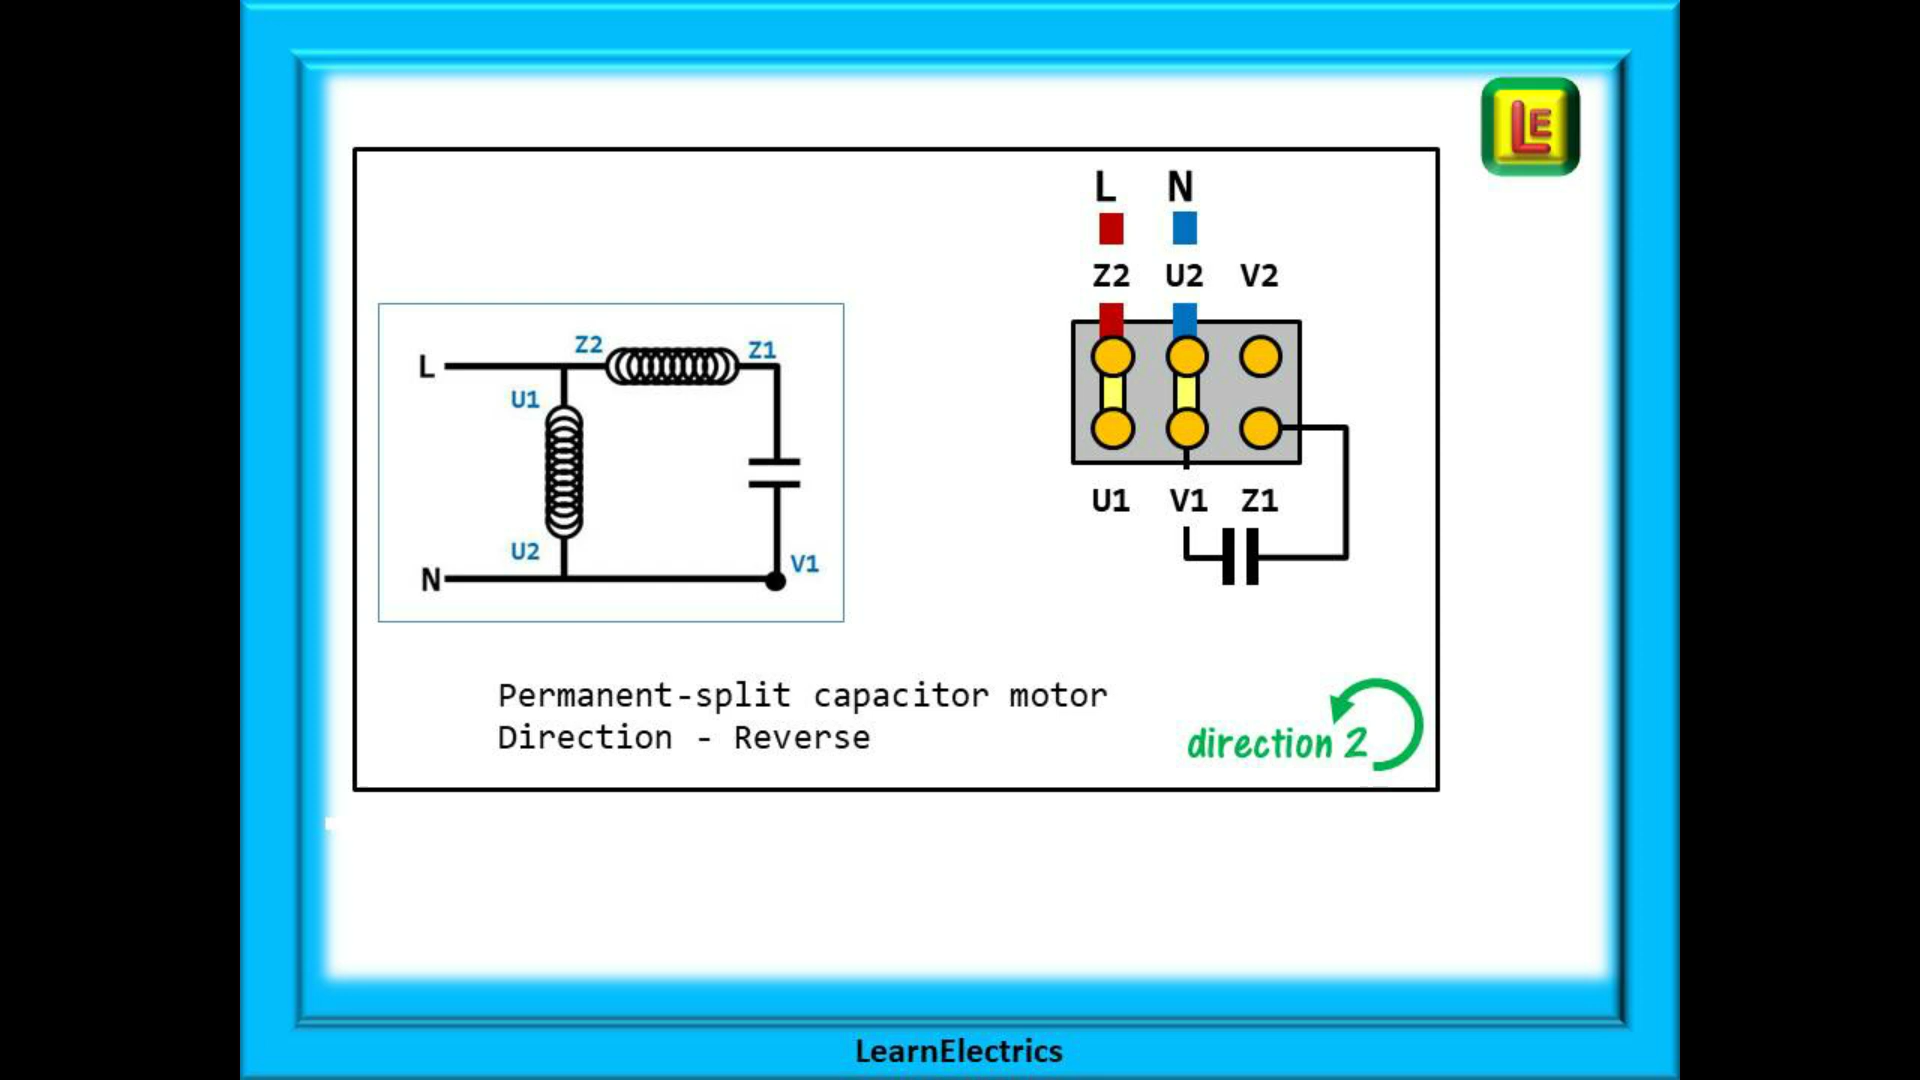 LE
L N
Z2 U2 V2
L
Z2
Z1
U1
U2
N
V1
U1 V1 Z1
Permanent-split capacitor motor
Direction - Reverse
direction 2
LearnElectrics